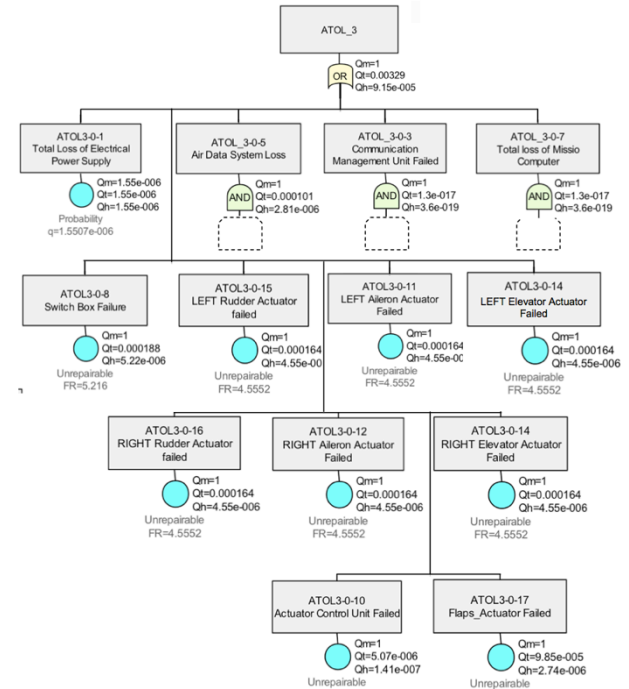 ATOL_3
OR
Qm=1
Qt=0.00329
Qh=9.15e-005
ATOL3-0-1
Total Loss of Electrical
Power Supply
Qm=1.55e-006
Qt=1.55e-006
Qh=1.55e-006
Probability
q=1.5507e-006
ATOL_3-0-5
Air Data System Loss
AND
Qm=1
Qt=0.000101
Qh=2.81e-006
ATOL_3-0-3
Communication
Management Unit Failed
AND
Qm=1
Qt=1.3e-017
Qh=3.6e-019
ATOL_3-0-7
Total loss of Missio
Computer
AND
Qm=1
Qt=1.3e-017
Qh=3.6e-019
ATOL3-0-8
Switch Box Failure
Qm=1
Qt=0.000188
Qh=5.22e-006
Unrepairable
FR=5.216
ATOL3-0-15
LEFT Rudder Actuator
failed
Qm=1
Qt=0.000164
Qh=4.55e-00
Unrepairable
FR=4.5552
ATOL3-0-11
LEFT Aileron Actuator
Failed
Qm=1
Qt=0.000164
Qh=4.55e-00
Unrepairable
FR=4.5552
ATOL3-0-14
LEFT Elevator Actuator
Failed
Qm=1
Qt=0.000164
Qh=4.55e-006
Unrepairable
FR=4.5552
ATOL3-0-16
RIGHT Rudder Actuator
failed
Qm=1
Qt=0.000164
Qh=4.55e-006
Unrepairable
FR=4.5552
ATOL3-0-12
RIGHT Aileron Actuator
Failed
Qm=1
Qt=0.000164
Qh=4.55e-006
Unrepairable
FR=4.5552
ATOL3-0-14
RIGHT Elevator Actuator
Failed
Qm=1
Qt=0.000164
Qh=4.55e-006
Unrepairable
FR=4.5552
ATOL3-0-10
Actuator Control Unit Failed
Qm=1
Qt=5.07e-006
Qh=1.41e-007
Unrepairable
ATOL3-0-17
Flaps_Actuator Failed
Qm=1
Qt=9.85e-005
Qh=2.74e-006
Unrepairable